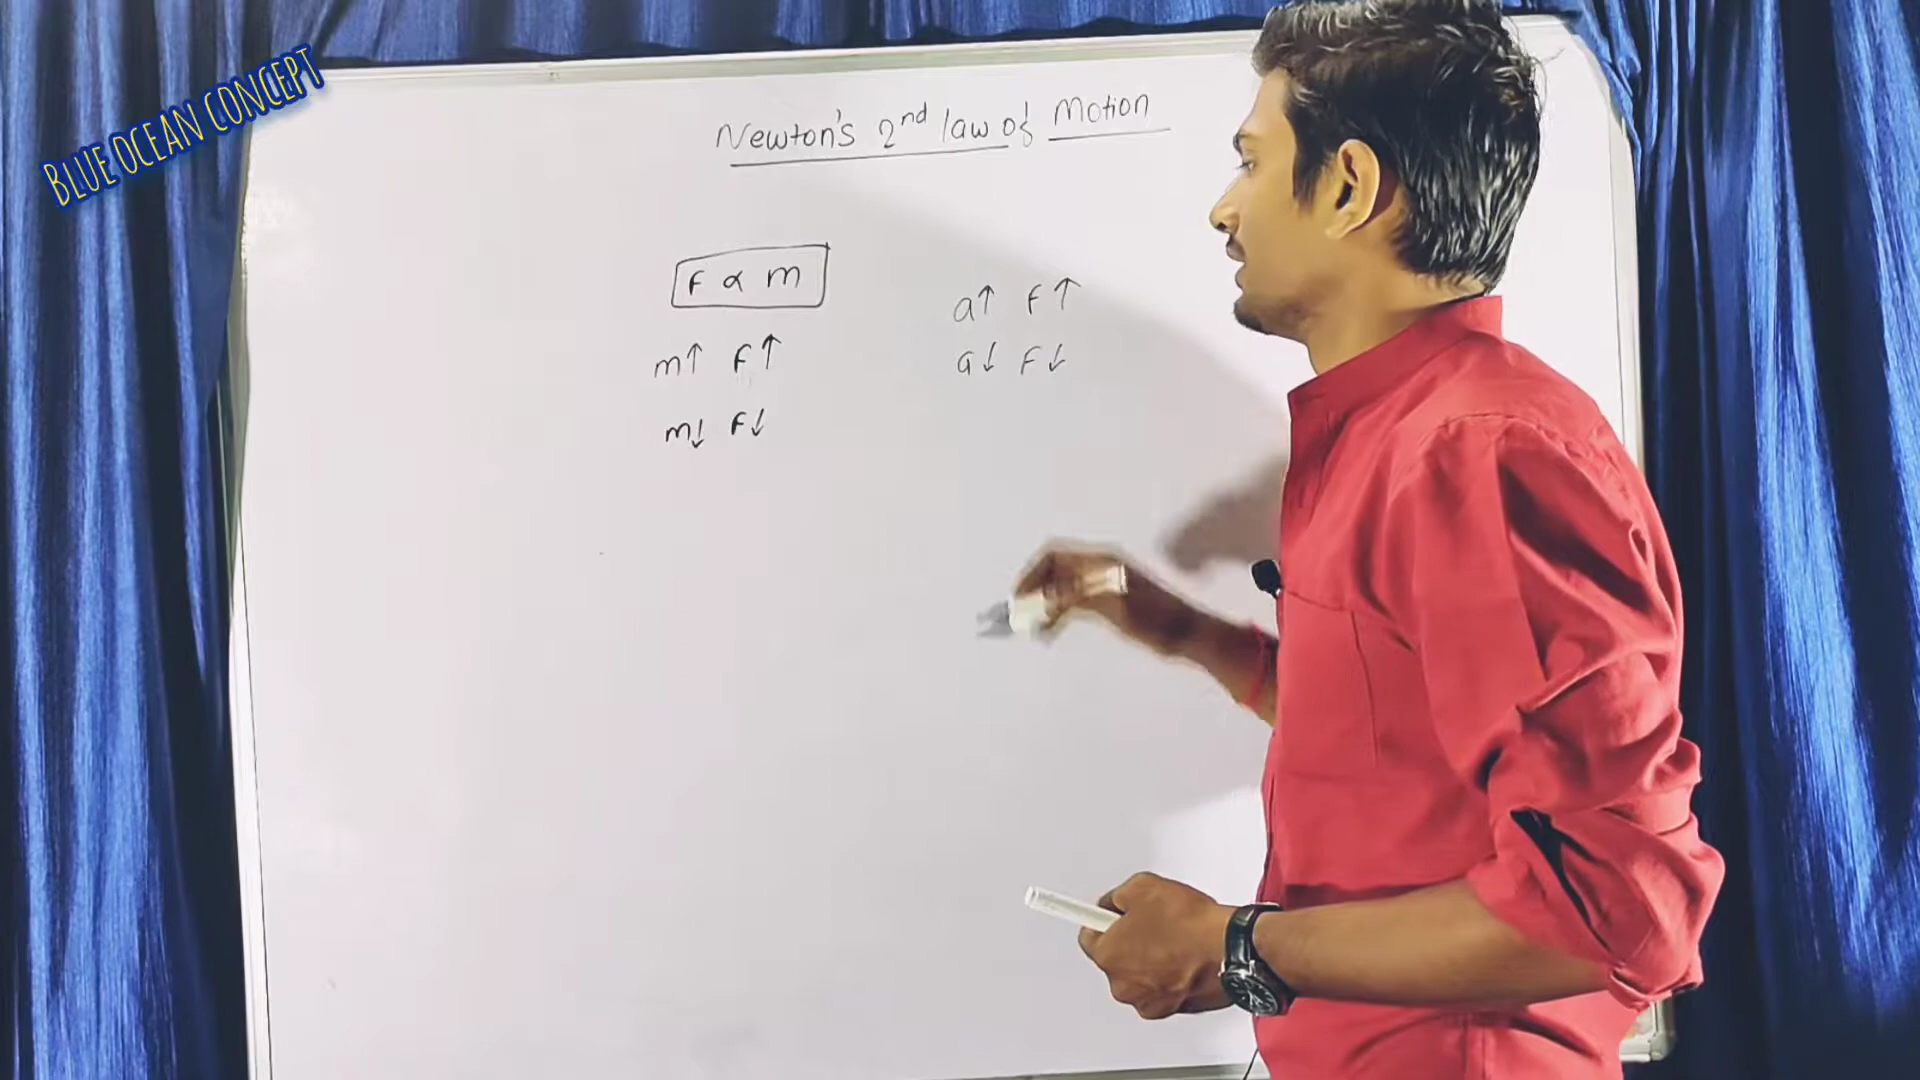 BLUE OCEAN CONCEPT
Newton's 2nd law of Motion
F ∝ m
m↑ F↑
m↓ F↓
a↑ F↑
a↓ F↓